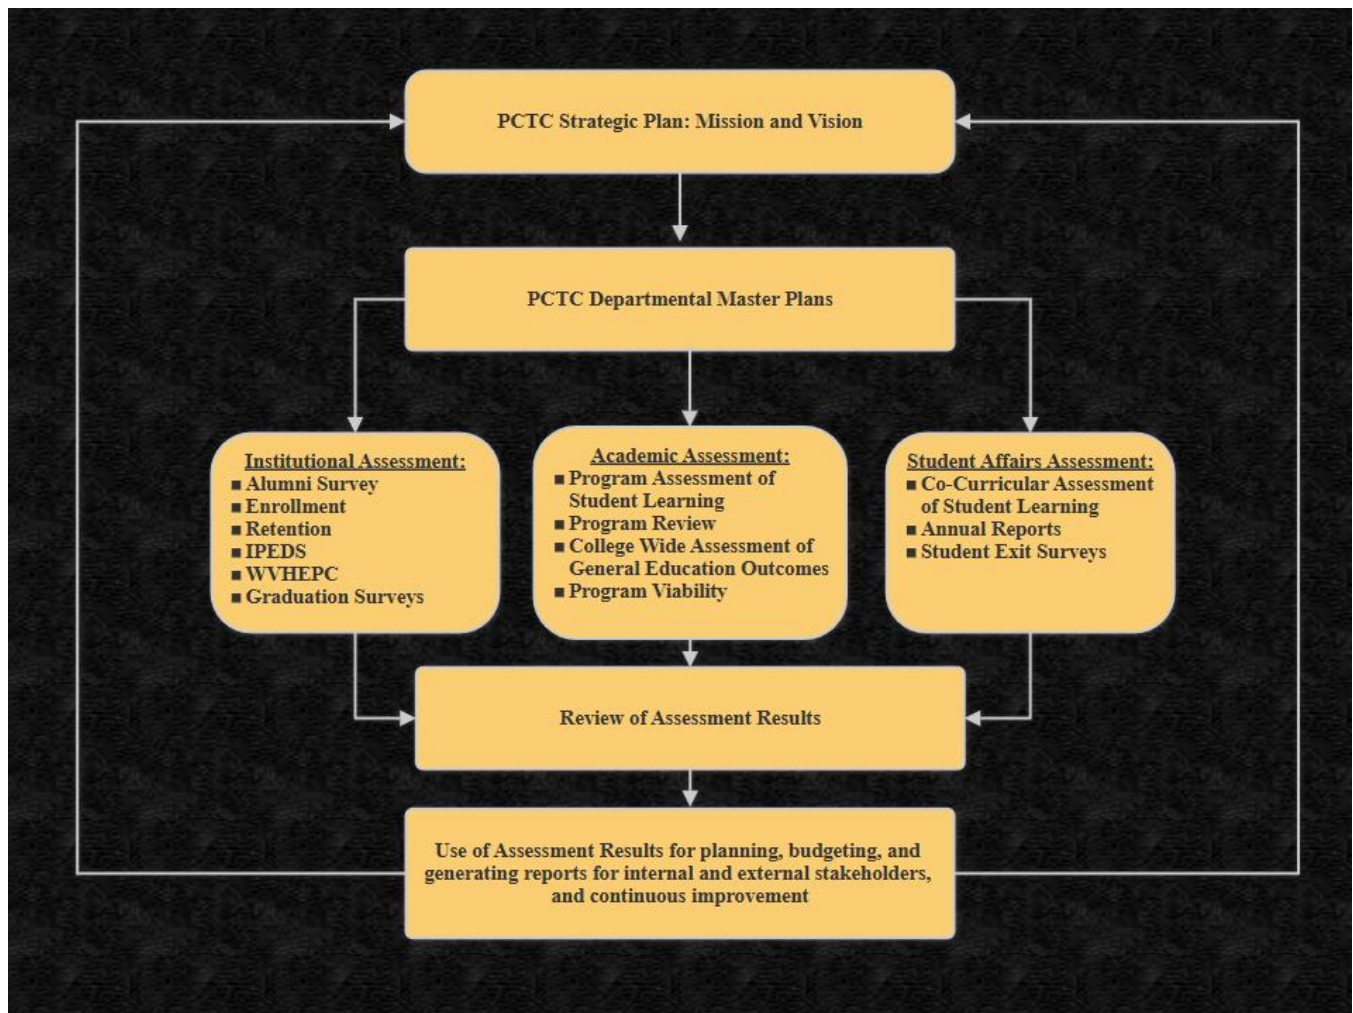 PCTC Strategic Plan: Mission and Vision
PCTC Departmental Master Plans
Institutional Assessment:
■ Alumni Survey
■ Enrollment
■ Retention
■ IPEDS
■ WVHEPC
■ Graduation Surveys
Academic Assessment:
■ Program Assessment of
Student Learning
■ Program Review
■ College Wide Assessment of
General Education Outcomes
■ Program Viability
Student Affairs Assessment:
■ Co-Curricular Assessment
of Student Learning
■ Annual Reports
■ Student Exit Surveys
Review of Assessment Results
Use of Assessment Results for planning, budgeting, and
generating reports for internal and external stakeholders,
and continuous improvement